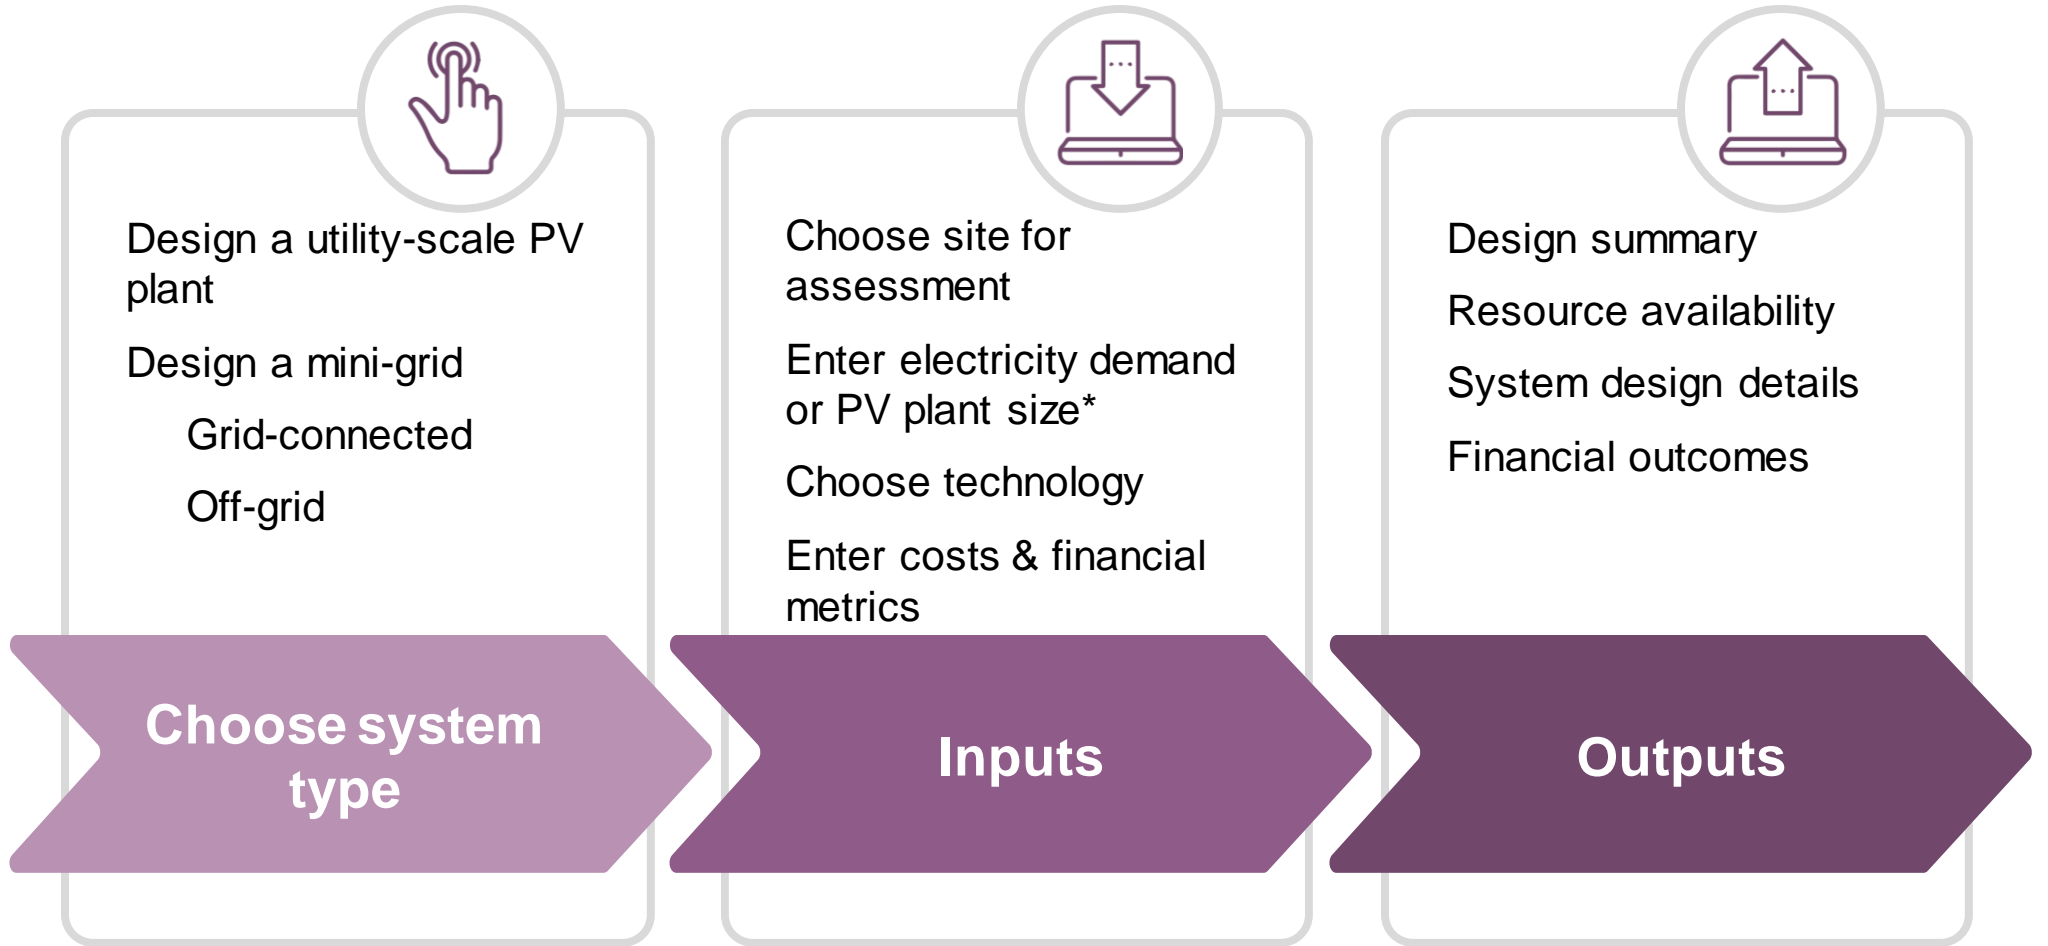 Design a utility-scale PV
plant
Design a mini-grid
Grid-connected
Off-grid
Choose system
type
Choose site for
assessment
Enter electricity demand
or PV plant size*
Choose technology
Enter costs & financial
metrics
Inputs
Design summary
Resource availability
System design details
Financial outcomes
Outputs